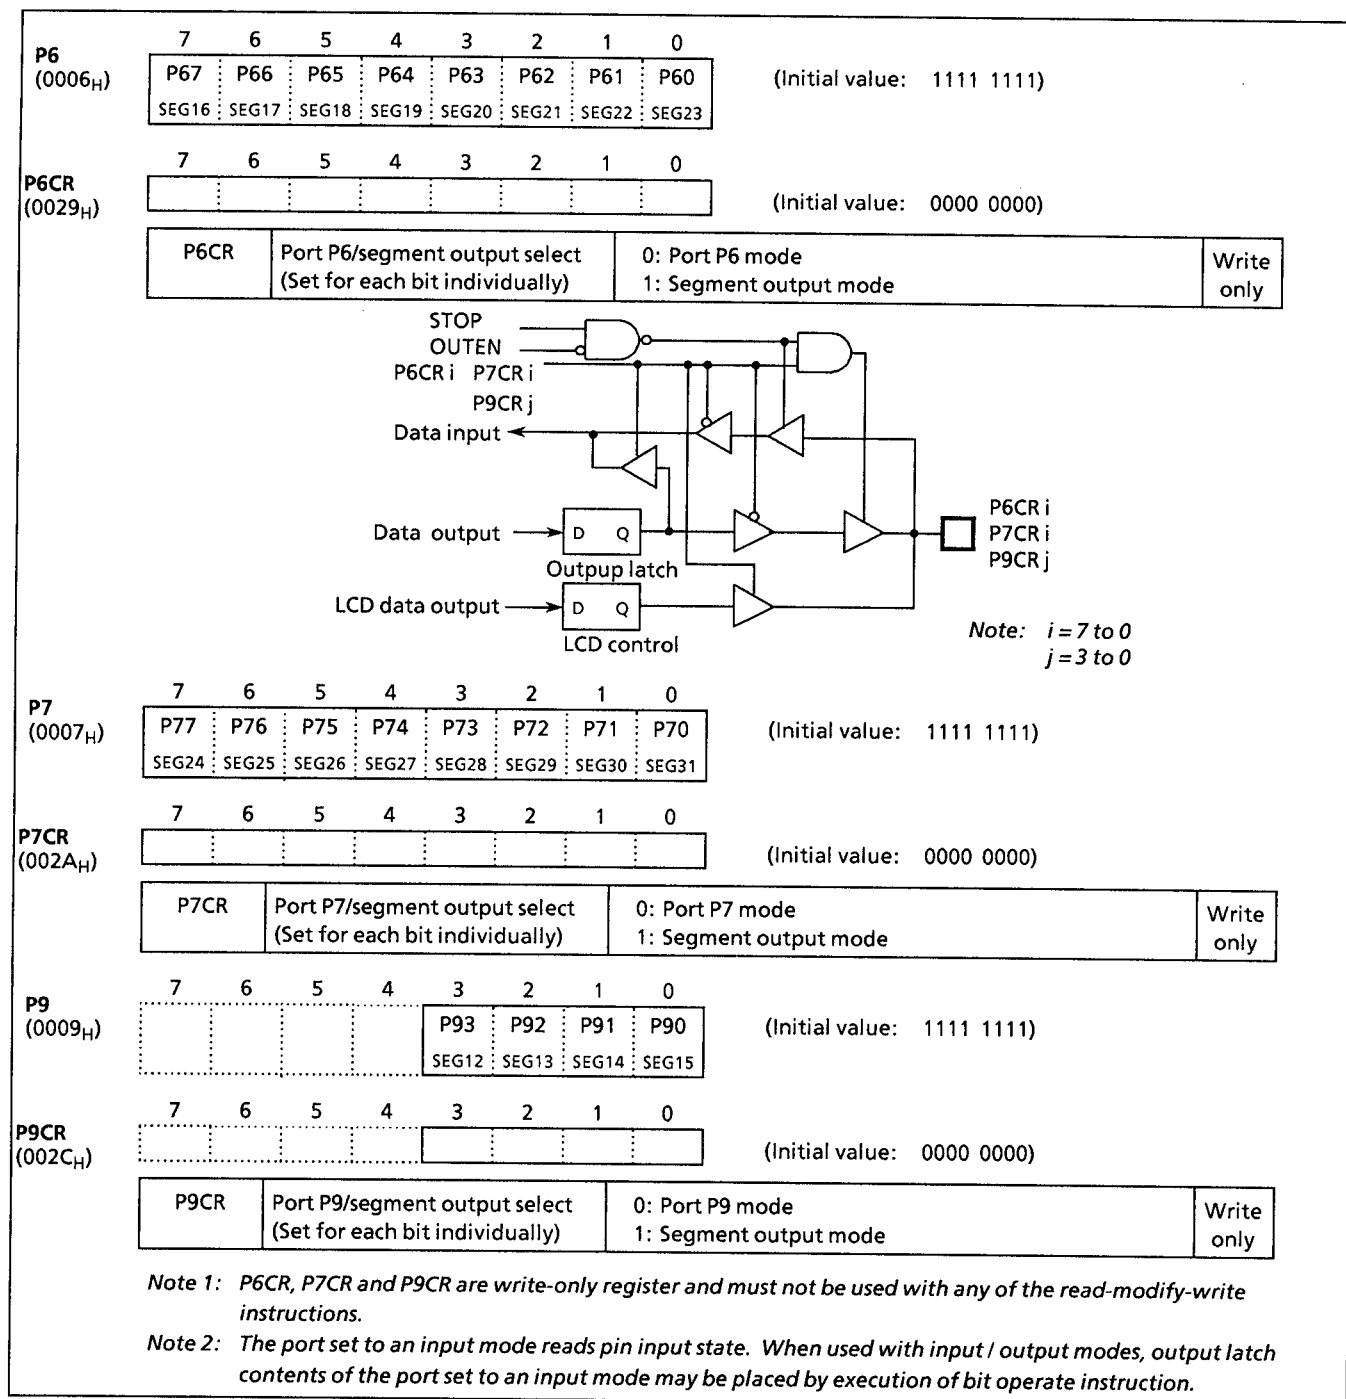 7 6 5 4 3 2 1 0
P6
(0006H)
P67 P66 P65 P64 P63 P62 P61 P60
(Initial value: 1111 1111)
SEG16 SEG17 SEG18 SEG19 SEG20 SEG21 SEG22 SEG23
7 6 5 4 3 2 1 0
P6CR
(0029H)
(Initial value: 0000 0000)
P6CR
Port P6/segment output select
(Set for each bit individually)
0: Port P6 mode
1: Segment output mode
Write
only
STOP
OUTEN
P6CR i P7CR i
P9CR j
Data input
Data output
D Q
Outpup latch
P6CR i
P7CR i
P9CR j
LCD data output
D Q
LCD control
Note: i = 7 to 0
j = 3 to 0
7 6 5 4 3 2 1 0
P7
(0007H)
P77 P76 P75 P74 P73 P72 P71 P70
(Initial value: 1111 1111)
SEG24 SEG25 SEG26 SEG27 SEG28 SEG29 SEG30 SEG31
7 6 5 4 3 2 1 0
P7CR
(002AH)
(Initial value: 0000 0000)
P7CR
Port P7/segment output select
(Set for each bit individually)
0: Port P7 mode
1: Segment output mode
Write
only
7 6 5 4 3 2 1 0
P9
(0009H)
P93 P92 P91 P90
(Initial value: 1111 1111)
SEG12 SEG13 SEG14 SEG15
7 6 5 4 3 2 1 0
P9CR
(002CH)
(Initial value: 0000 0000)
P9CR
Port P9/segment output select
(Set for each bit individually)
0: Port P9 mode
1: Segment output mode
Write
only
Note 1: P6CR, P7CR and P9CR are write-only register and must not be used with any of the read-modify-write
instructions.
Note 2: The port set to an input mode reads pin input state. When used with input / output modes, output latch
contents of the port set to an input mode may be placed by execution of bit operate instruction.